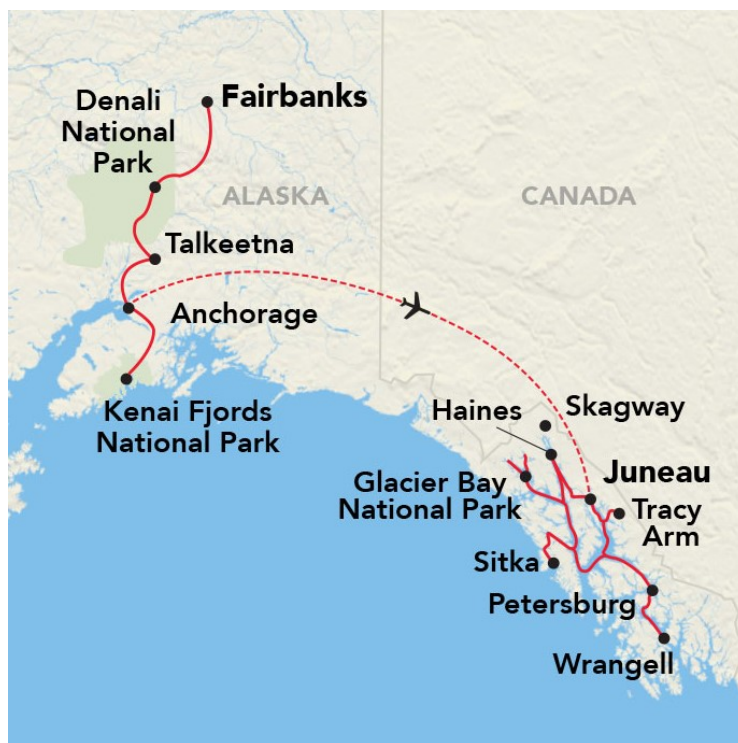 Fairbanks
Denali
National
Park
ALASKA
CANADA
Talkeetna
Anchorage
Kenai Fjords
National Park
Haines
Skagway
Juneau
Glacier Bay
National Park
Tracy
Arm
Sitka
Petersburg
Wrangell